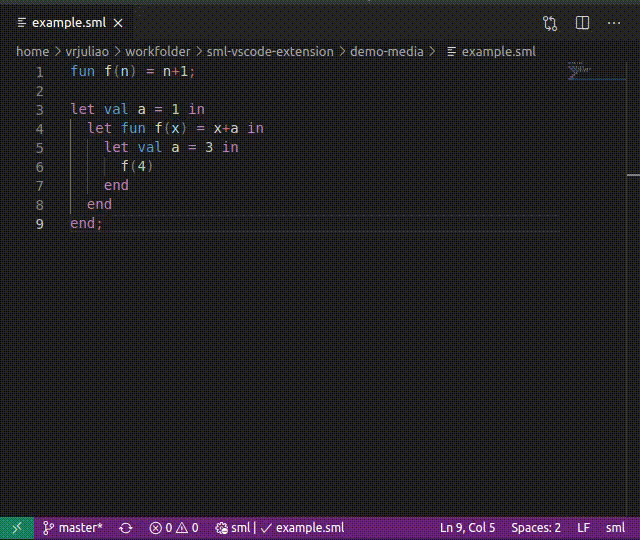 example.sml
home > vrjuliao > workfolder > sml-vscode-extension > demo-media > example.sml
1 fun f(n) = n+1;
2
3 let val a = 1 in
4 let fun f(x) = x+a in
5 let val a = 3 in
6 f(4)
7 end
8 end
9 end;
master* 0 0 sml | ✓ example.sml Ln 9, Col 5 Spaces: 2 LF sml